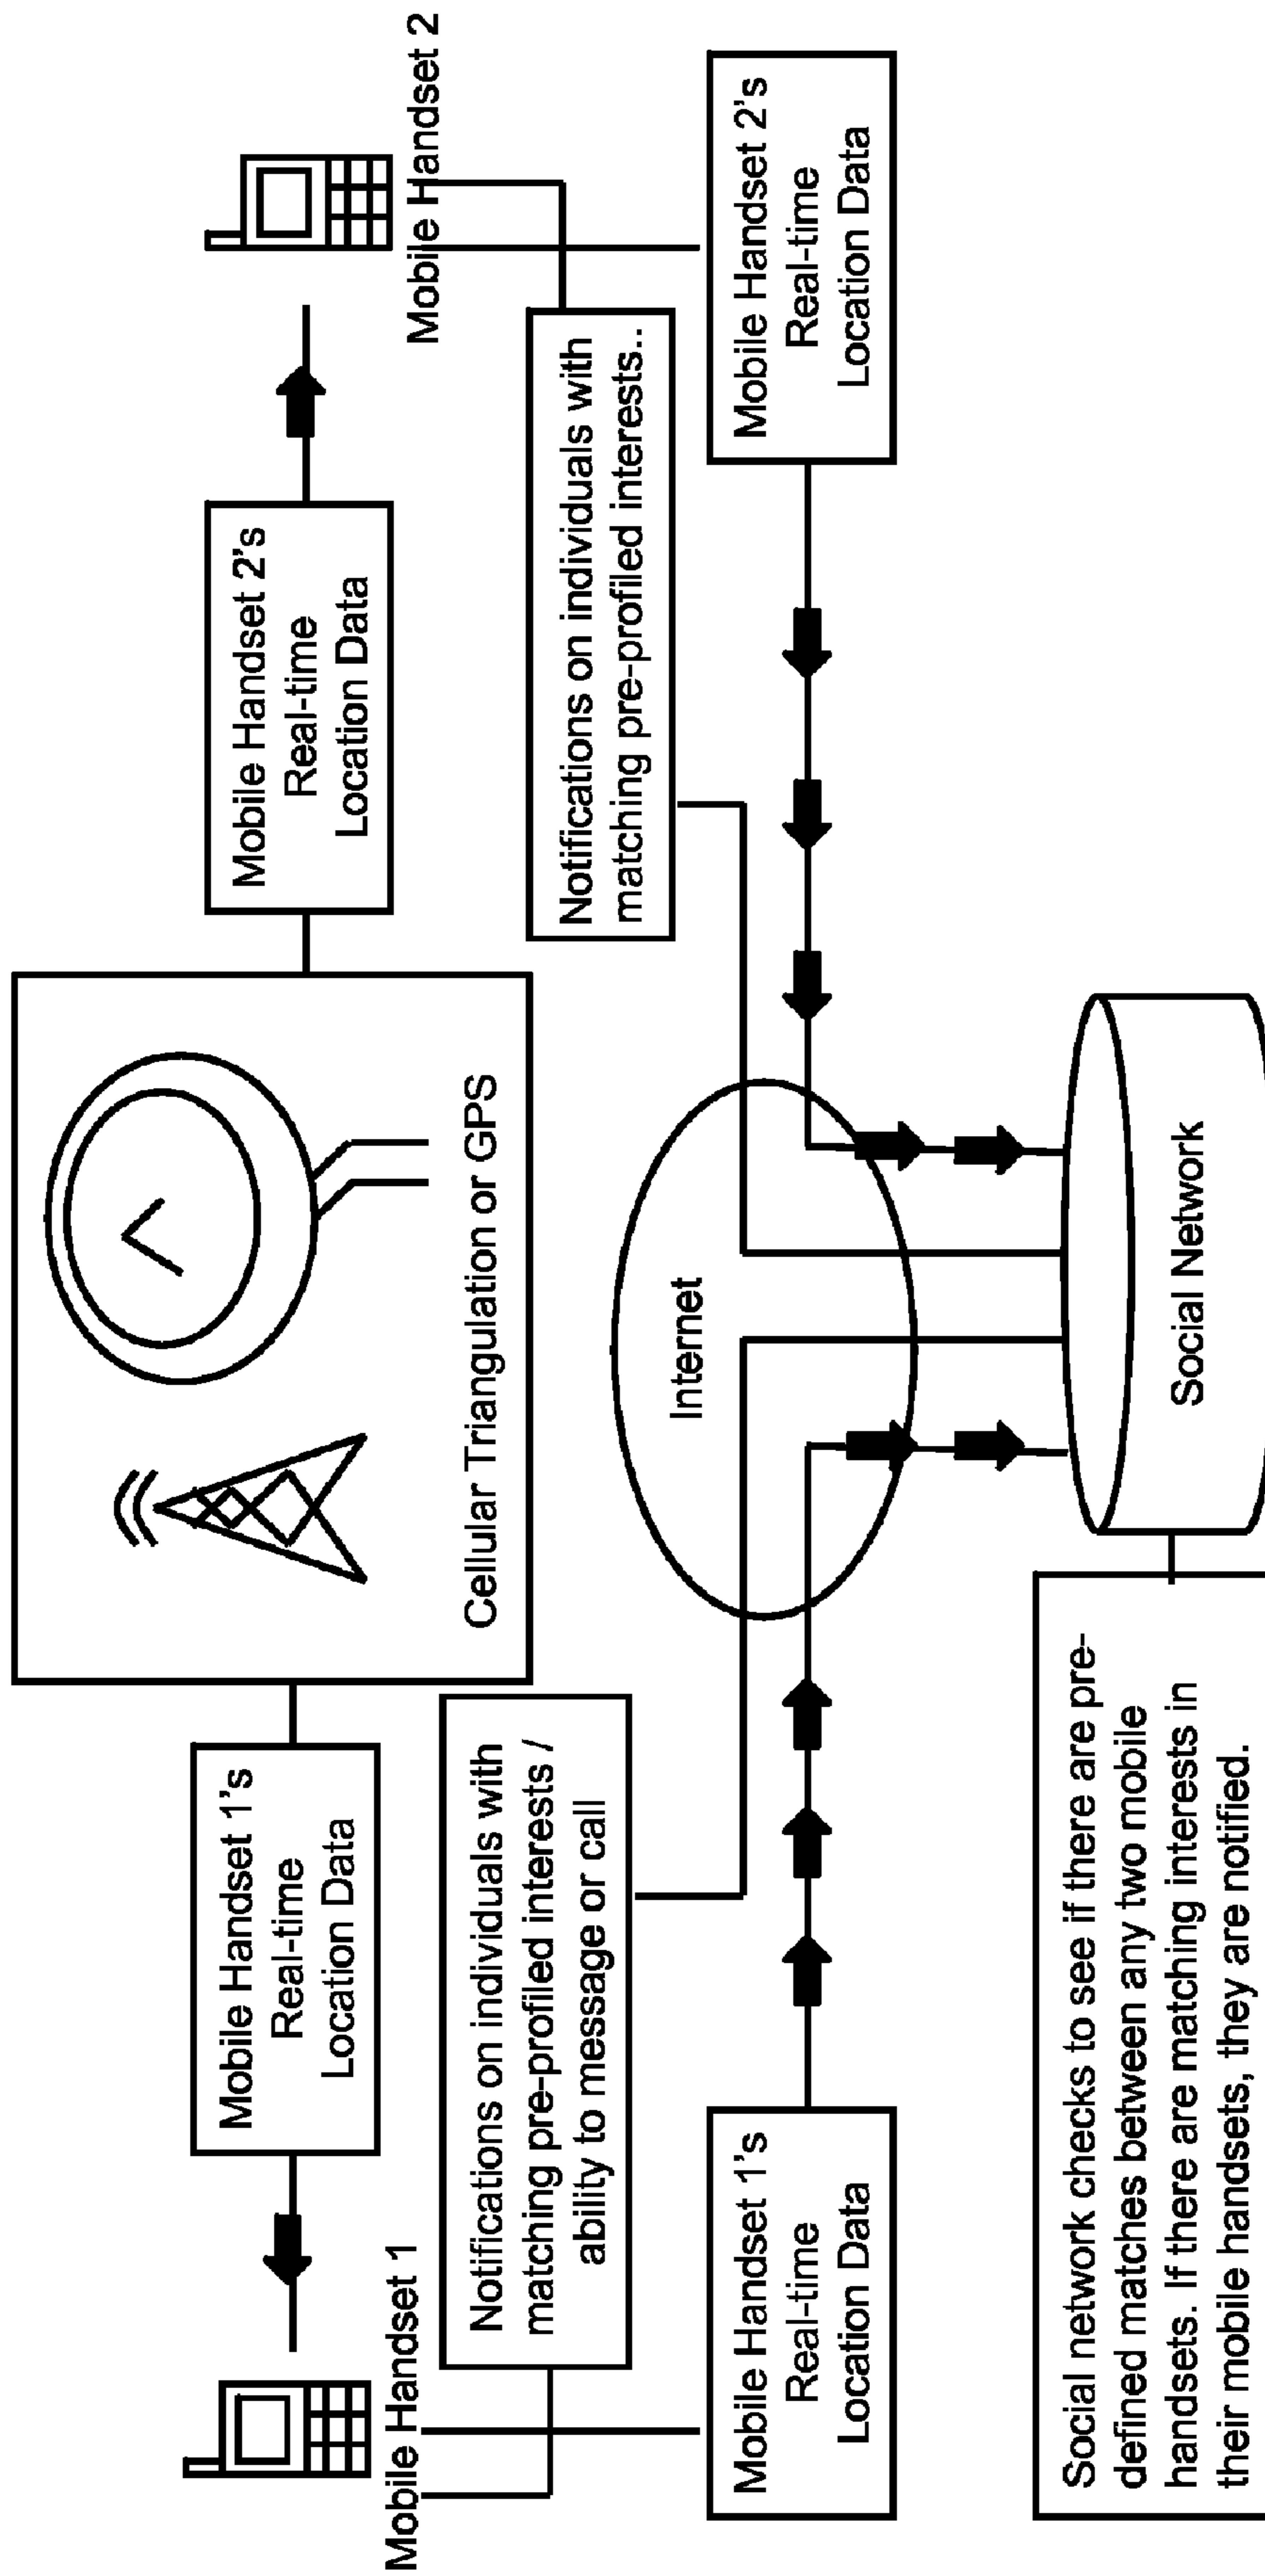 Mobile Handset 1
Mobile Handset 1's
Real-time
Location Data
Cellular Triangulation or GPS
Mobile Handset 2's
Real-time
Location Data
Mobile Handset 2
Notifications on individuals with
matching pre-profiled interests /
ability to message or call
Notifications on individuals with
matching pre-profiled interests..
Internet
Mobile Handset 1's
Real-time
Location Data
Mobile Handset 2's
Real-time
Location Data
Social network checks to see if there are pre-
defined matches between any two mobile
handsets. If there are matching interests in
their mobile handsets, they are notified.
Social Network